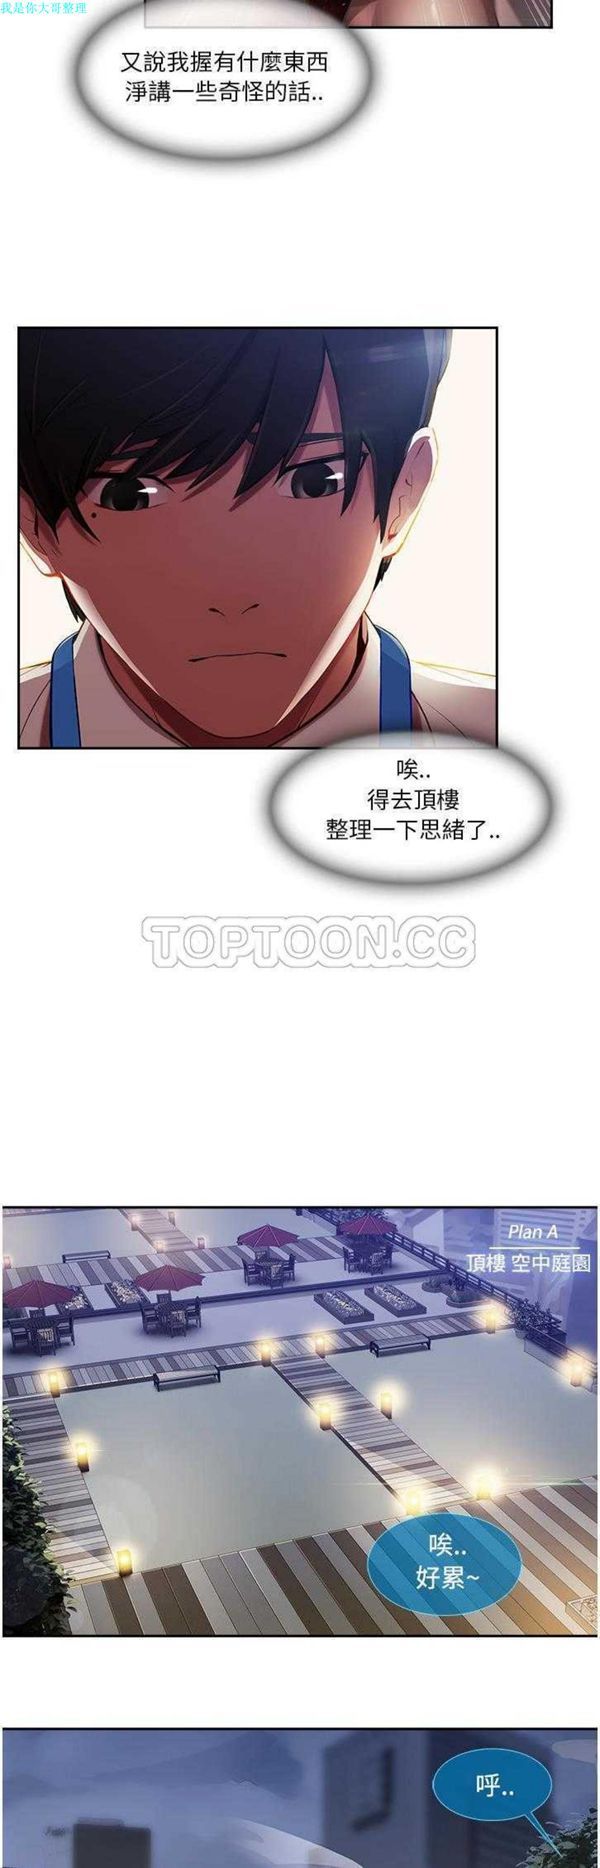 我是你大哥整理
又說我握有什麼東西
淨講一些奇怪的話..
唉..
得去頂樓
整理一下思緒了..
TOPTOON.CC
Plan A
頂樓 空中庭園
唉..
好累~
呼..